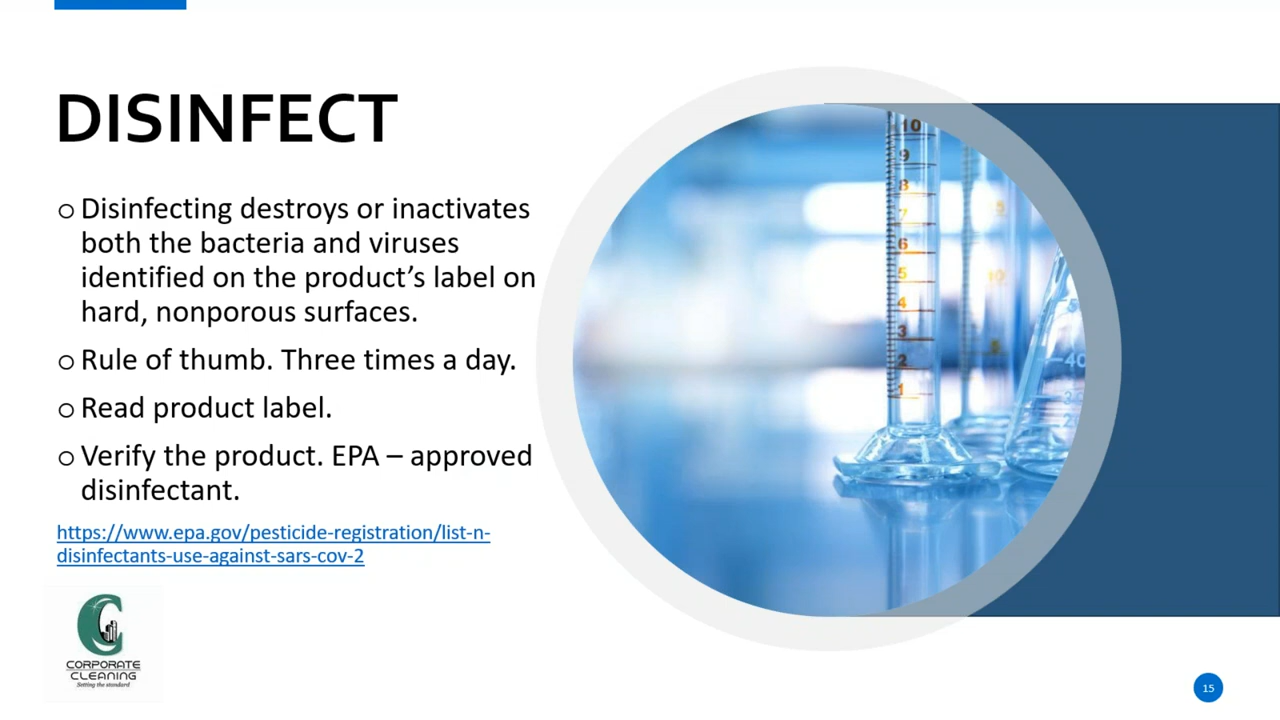 DISINFECT
o Disinfecting destroys or inactivates
both the bacteria and viruses
identified on the product’s label on
hard, nonporous surfaces.
o Rule of thumb. Three times a day.
o Read product label.
o Verify the product. EPA – approved
disinfectant.
https://www.epa.gov/pesticide-registration/list-n-
disinfectants-use-against-sars-cov-2
CORPORATE
CLEANING
Setting the standard
10
9
8
7
6
5
4
3
2
1
15